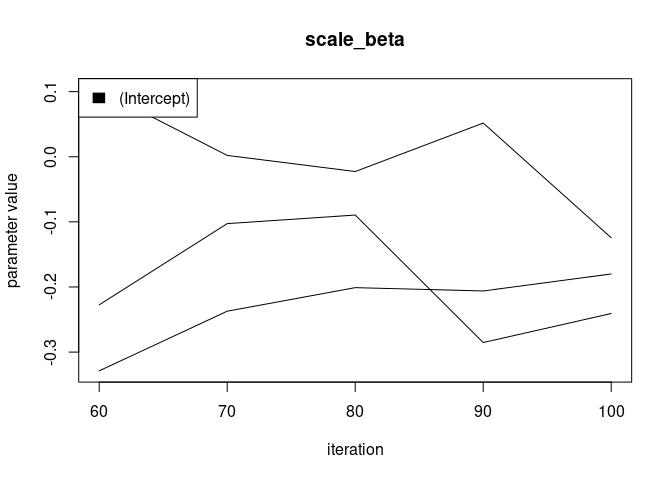 scale_beta
(Intercept)
0.1
0.0
-0.1
-0.2
-0.3
parameter value
60 70 80 90 100
iteration